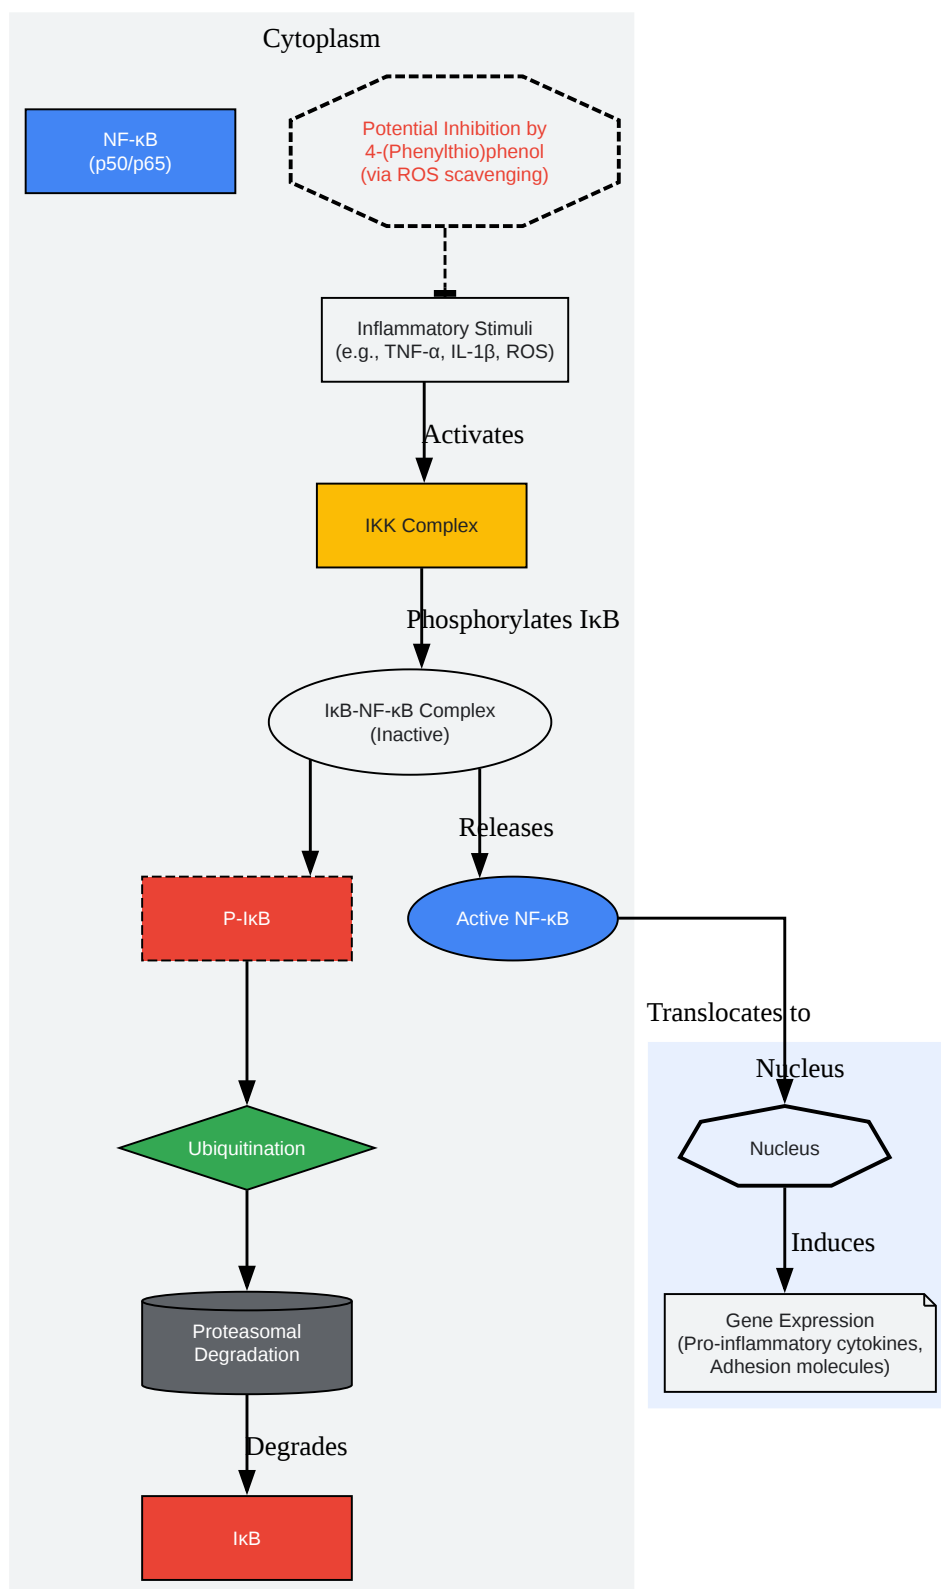 Cytoplasm
NF-κB
(p50/p65)
Potential Inhibition by
4-(Phenylthio)phenol
(via ROS scavenging)
Inflammatory Stimuli
(e.g., TNF-α, IL-1β, ROS)
Activates
IKK Complex
Phosphorylates IκB
IκB-NF-κB Complex
(Inactive)
Releases
P-IκB
Active NF-κB
Translocates to
Nucleus
Ubiquitination
Nucleus
Induces
Proteasomal
Degradation
Gene Expression
(Pro-inflammatory cytokines,
Adhesion molecules)
Degrades
IκB